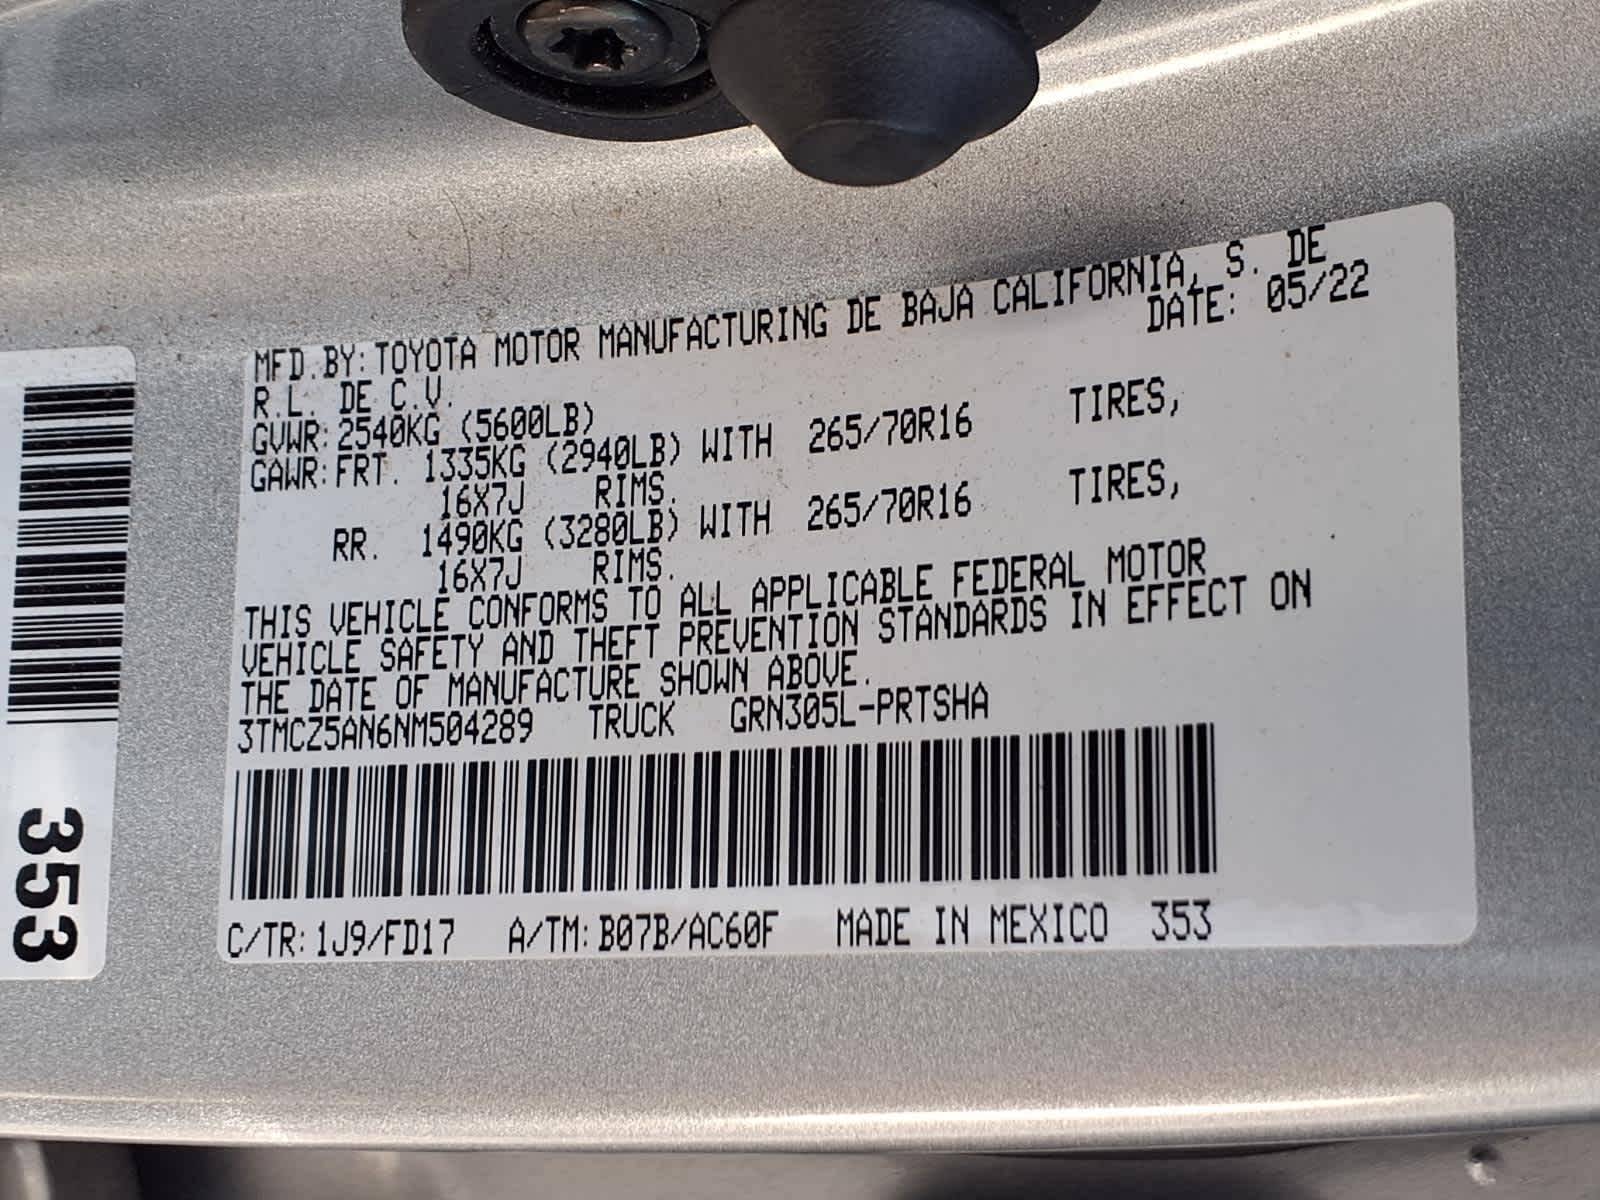 MFD.BY:TOYOTA MOTOR MANUFACTURING DE BAJA CALIFORNIA, S. DE
R.L. DE C.V. DATE: 05/22
GVWR:2540KG (5600LB)
GAWR:FRT. 1335KG (2940LB) WITH 265/70R16 TIRES,
16X7J RIMS.
RR. 1490KG (3280LB) WITH 265/70R16 TIRES,
16X7J RIMS.
THIS VEHICLE CONFORMS TO ALL APPLICABLE FEDERAL MOTOR
VEHICLE SAFETY AND THEFT PREVENTION STANDARDS IN EFFECT ON
THE DATE OF MANUFACTURE SHOWN ABOVE.
3TMCZ5AN6NM504289 TRUCK GRN305L-PRTSHA
C/TR:1J9/FD17 A/TM:B07B/AC60F MADE IN MEXICO 353
353